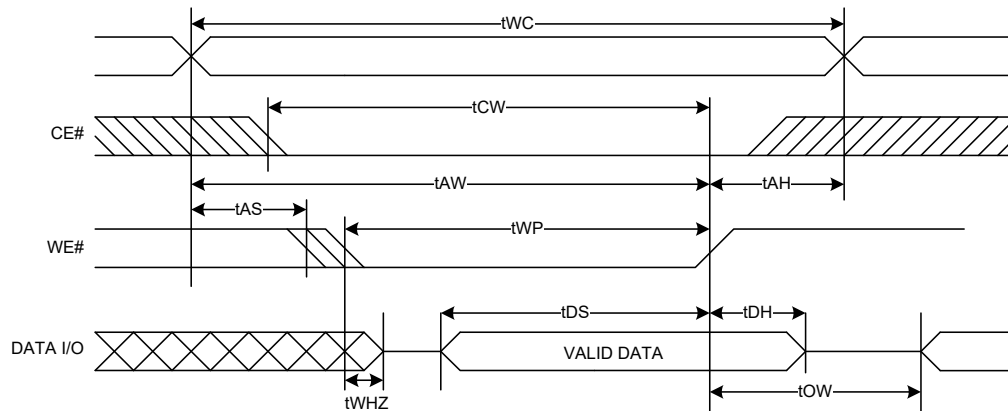 tWC
tCW
CE#
tAW
tAH
tAS
tWP
WE#
tDS
tDH
DATA I/O
VALID DATA
tWHZ
tOW